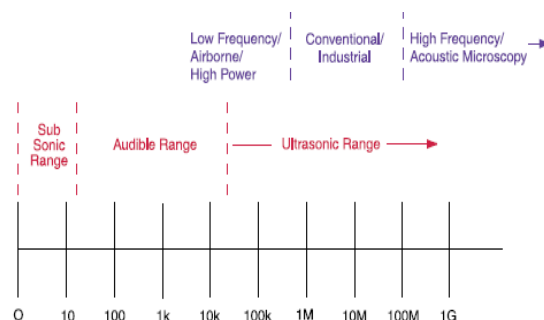 Low Frequency/
Airborne/
High Power
Conventional/
Industrial
High Frequency/
Acoustic Microscopy
Sub
Sonic
Range
Audible Range
Ultrasonic Range
O 10 100 1k 10k 100k 1M 10M 100M 1G